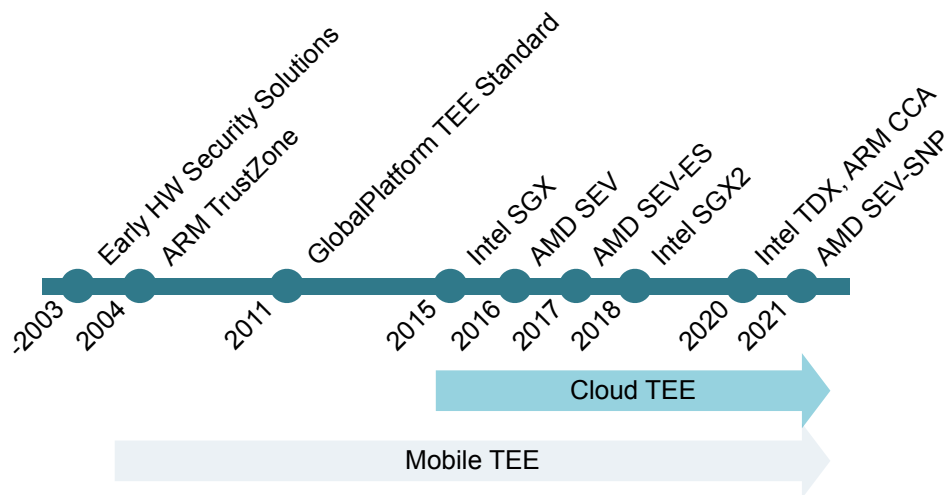 Early HW Security Solutions
ARM TrustZone
GlobalPlatform TEE Standard
Intel SGX
AMD SEV
AMD SEV-ES
Intel SGX2
Intel TDX, ARM CCA
AMD SEV-SNP
-2003
2004
2011
2015
2016
2017
2018
2020
2021
Cloud TEE
Mobile TEE